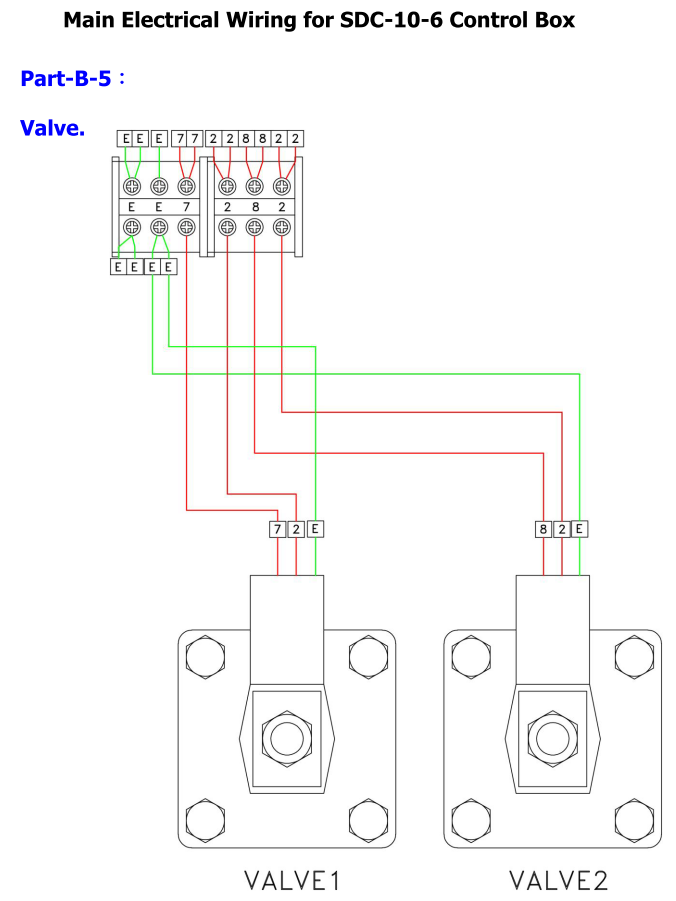 Main Electrical Wiring for SDC-10-6 Control Box
Part-B-5：
Valve.
E E E 7 7 2 2 8 8 2 2
E E 7 2 8 2
E E E E
7 2 E 8 2 E
VALVE1 VALVE2